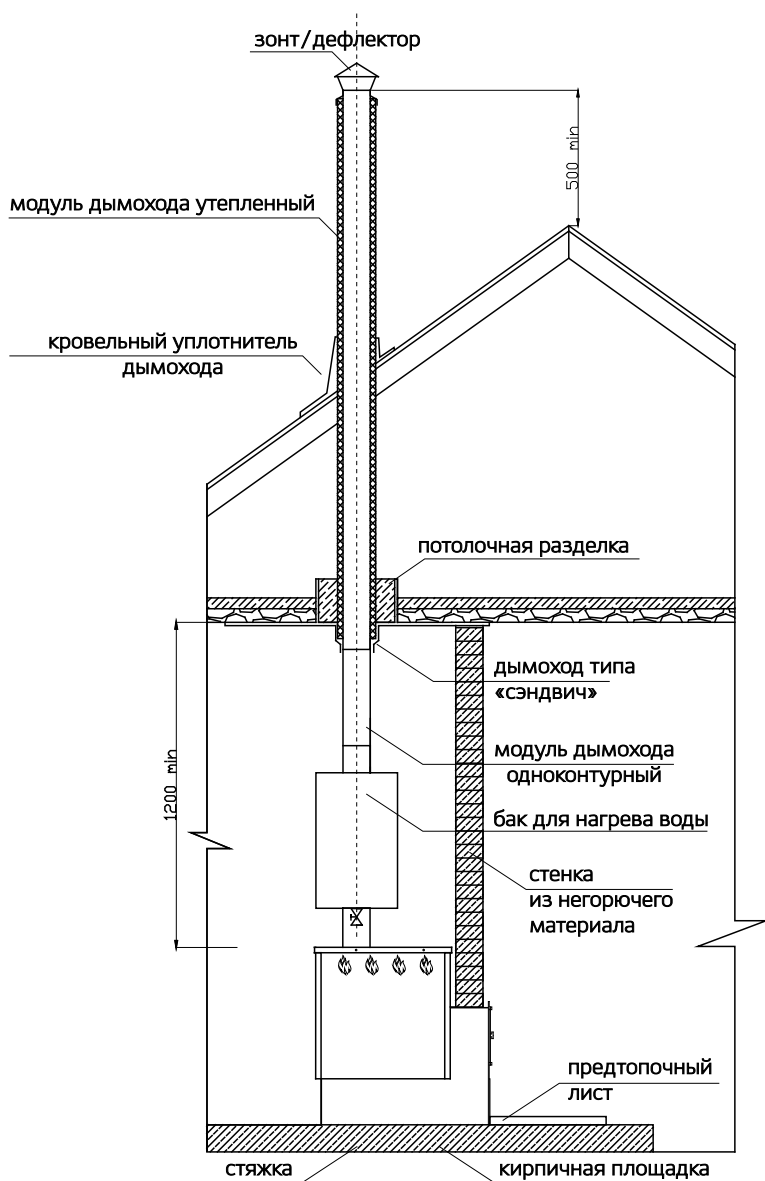 зонт/дефлектор
500 min
модуль дымохода утепленный
кровельный уплотнитель
дымохода
потолочная разделка
дымоход типа
«сэндвич»
модуль дымохода
одноконтурный
1200 min
бак для нагрева воды
стенка
из негорючего
материала
предтопочный
лист
стяжка
кирпичная площадка